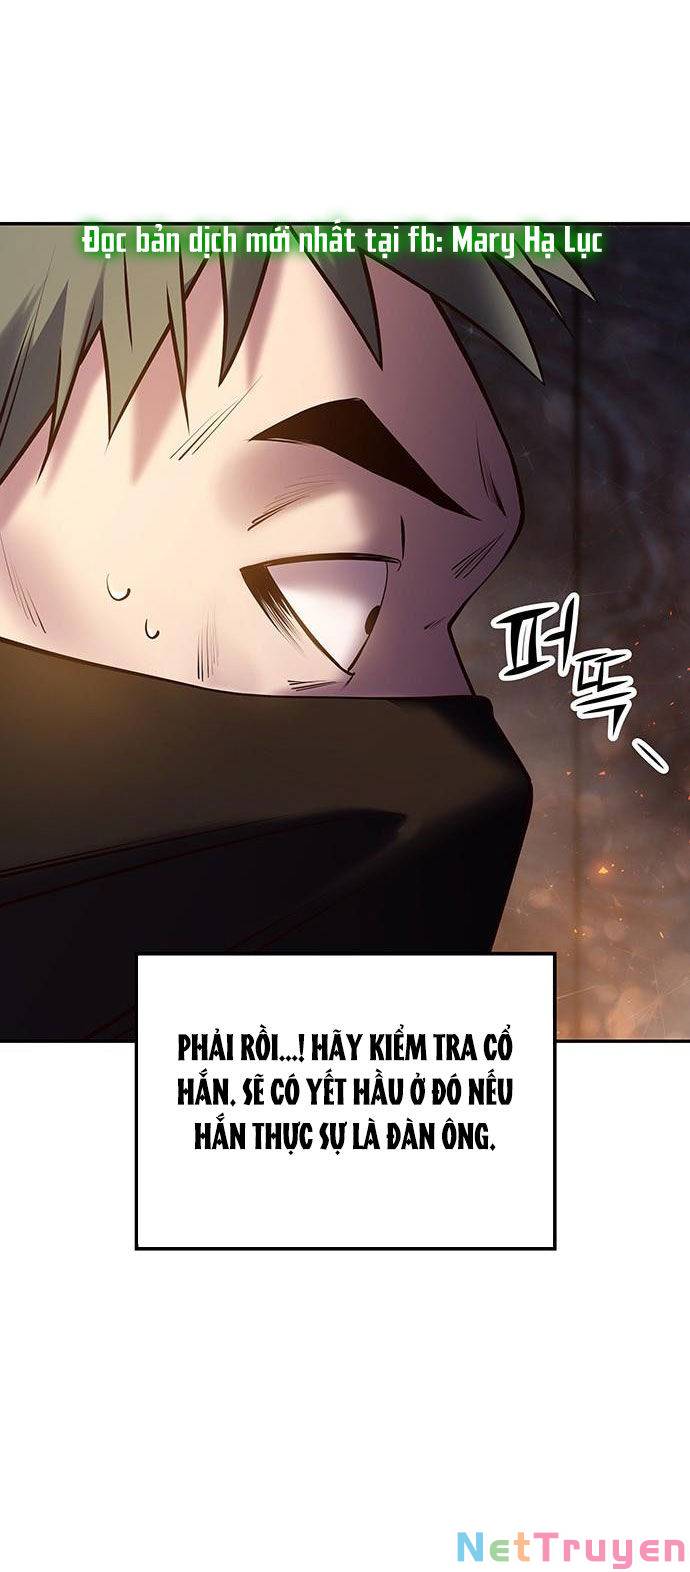 Đọc bản dịch mới nhất tại fb: Mary Hạ Lục
퍼
뜩
PHẢI RỒI...! HÃY KIỂM TRA CỔ
HẮN. SẼ CÓ YẾT HẦU Ở ĐÓ NẾU
HẮN THỰC SỰ LÀ ĐÀN ÔNG.
NetTruyen